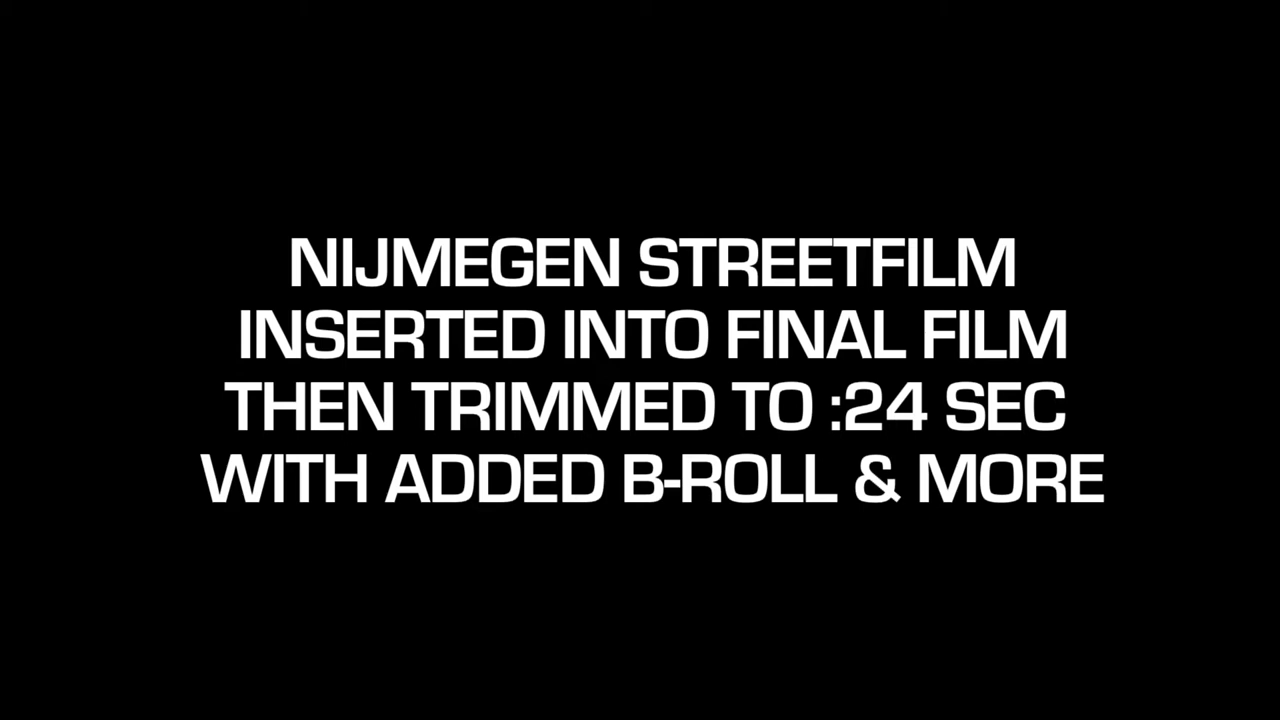 NIJMEGEN STREETFILM
INSERTED INTO FINAL FILM
THEN TRIMMED TO :24 SEC
WITH ADDED B-ROLL & MORE